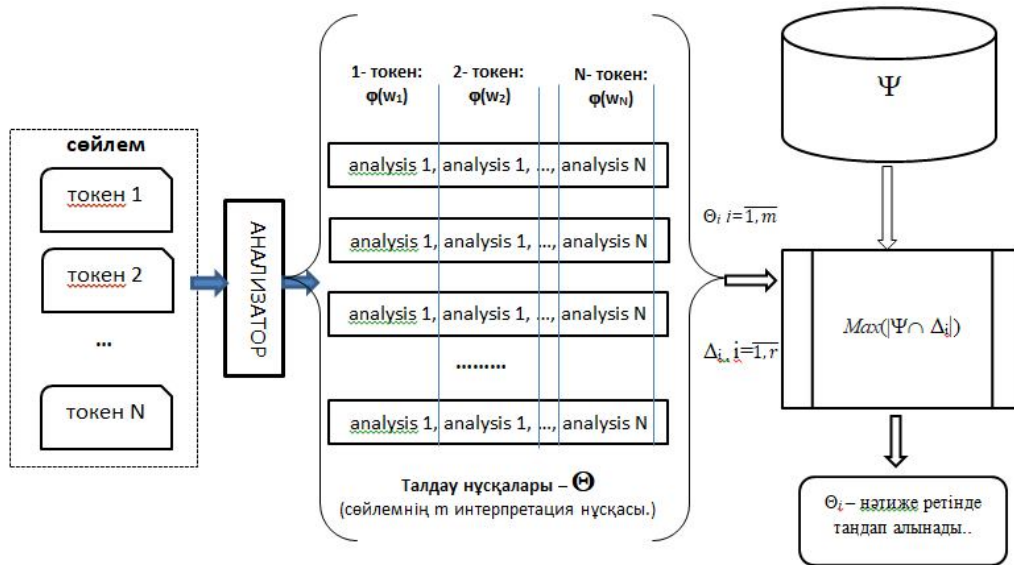 сөйлем
токен 1
токен 2
...
токен N
АНАЛИЗАТОР
1- токен: 2- токен: N- токен:
φ(w₁) φ(w₂) φ(wN)
analysis 1, analysis 1, ..., analysis N
analysis 1, analysis 1, ..., analysis N
analysis 1, analysis 1, ..., analysis N
.........
analysis 1, analysis 1, ..., analysis N
Талдау нұсқалары – Θ
(сөйлемнің m интерпретация нұсқасы.)
Ψ
Θi i=1,m
Δi, i=1,r
Max(|Ψ∩ Δi|)
Θi – нәтиже ретінде
таңдап алынады..